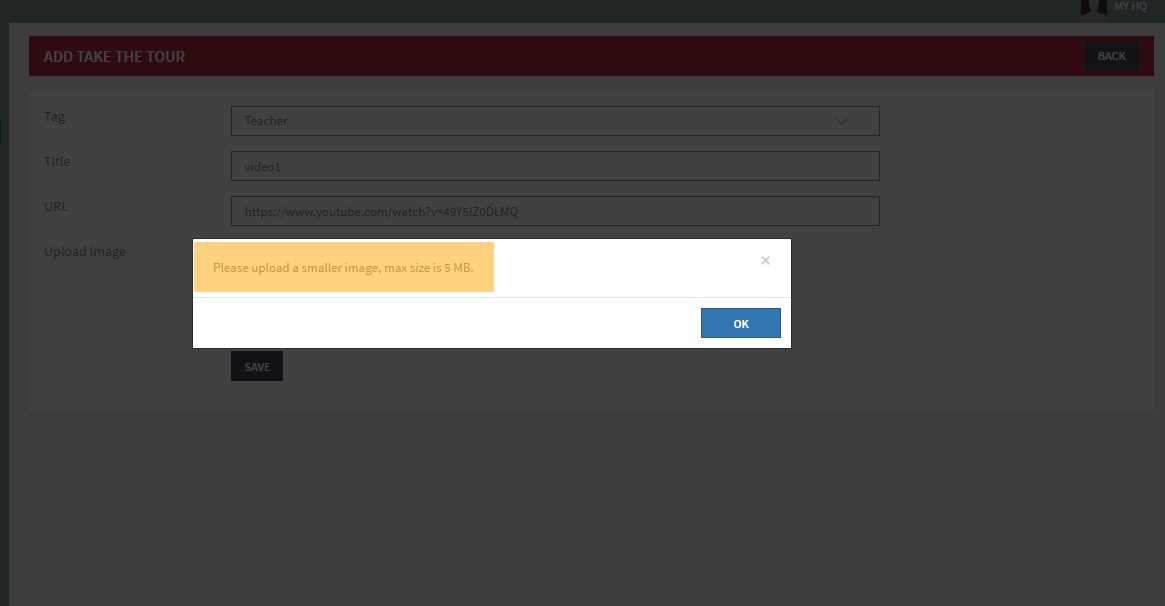 MY HQ
ADD TAKE THE TOUR
BACK
Tag
Teacher
Title
video1
URL
https://www.youtube.com/watch?v=49Y5IZ0DLMQ
Upload Image
Please upload a smaller image, max size is 5 MB.
×
OK
SAVE